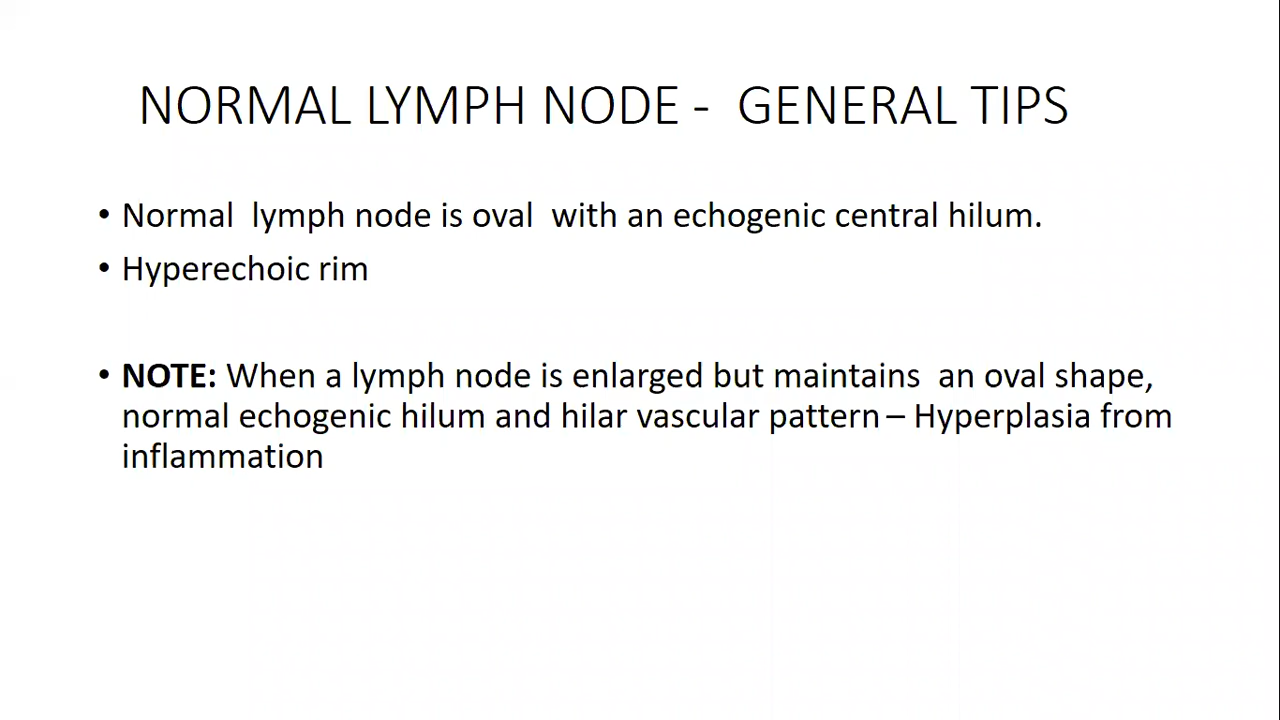 NORMAL LYMPH NODE -  GENERAL TIPS
• Normal  lymph node is oval  with an echogenic central hilum.
• Hyperechoic rim
• NOTE: When a lymph node is enlarged but maintains  an oval shape,
normal echogenic hilum and hilar vascular pattern – Hyperplasia from
inflammation